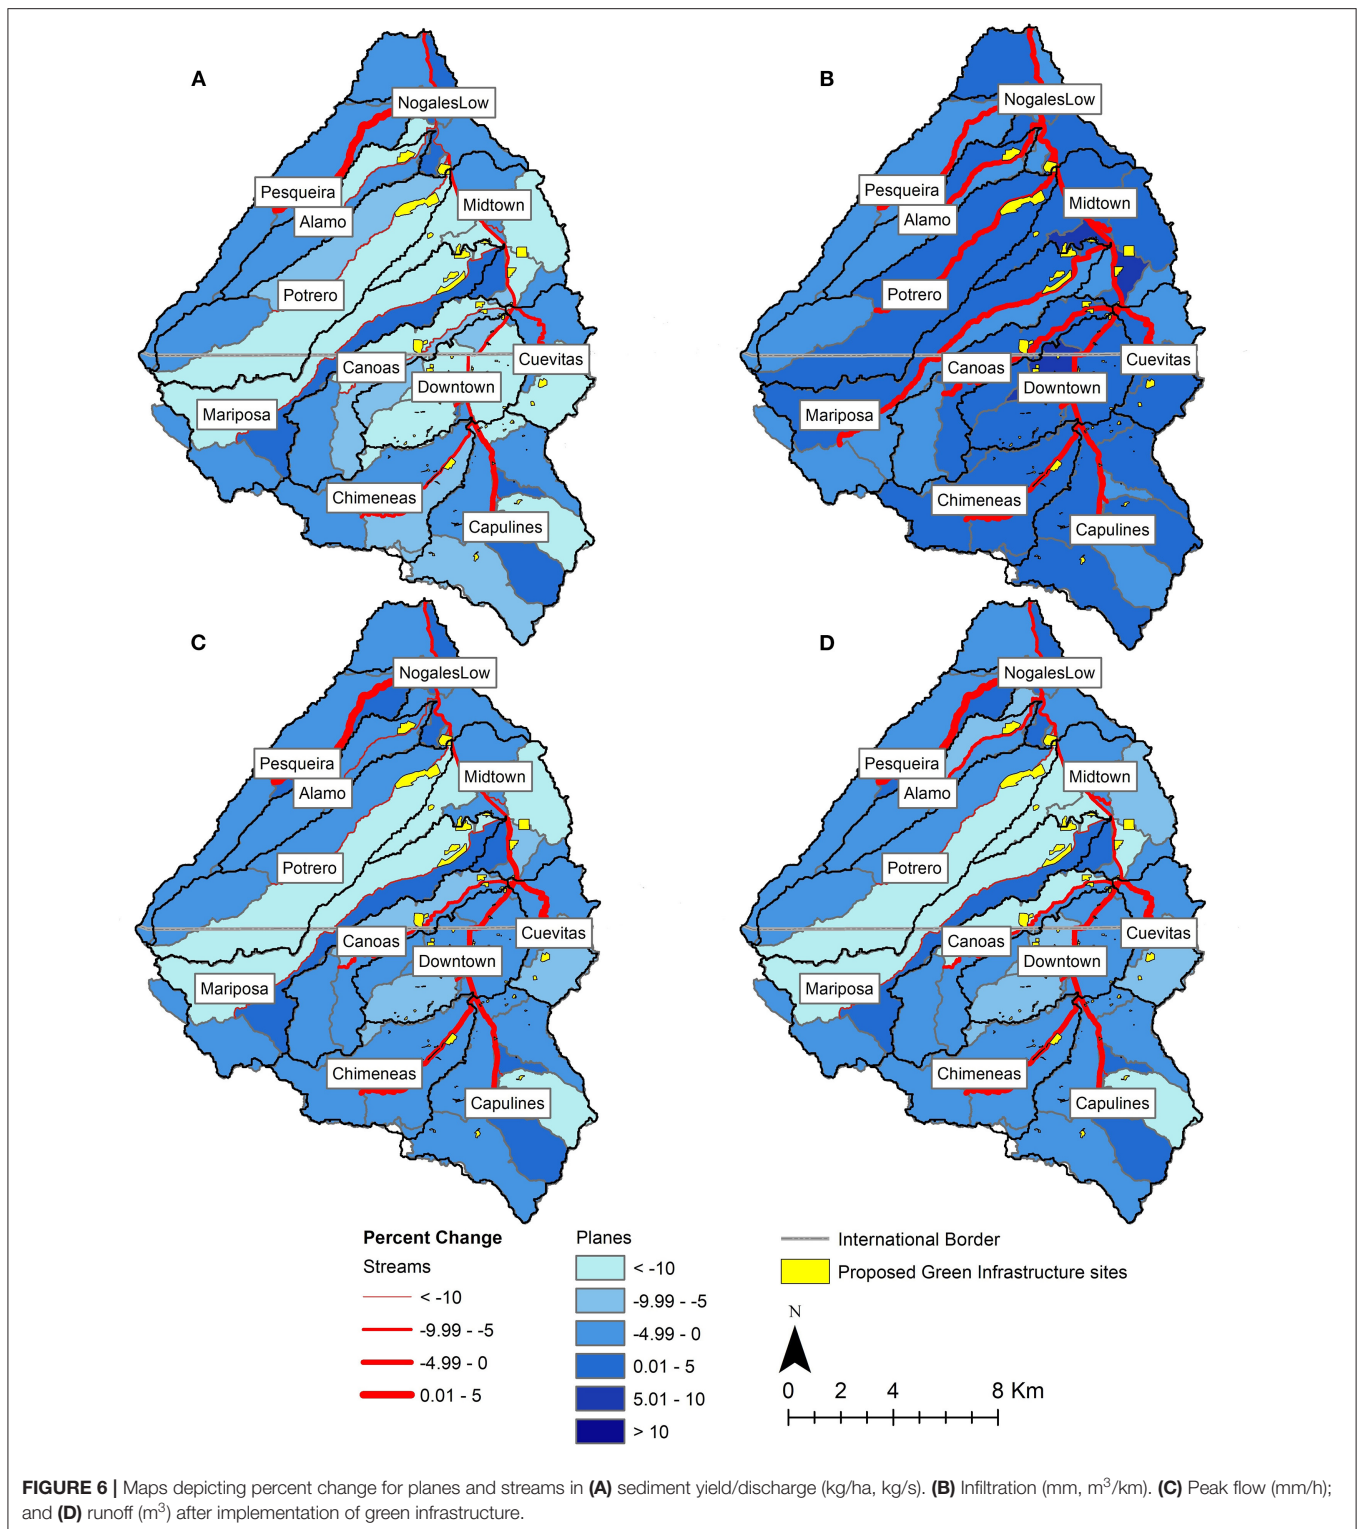 A
NogalesLow
Pesqueira
Alamo
Midtown
Potrero
Cuevitas
Canoas
Downtown
Mariposa
Chimeneas
Capulines
B
NogalesLow
Pesqueira
Alamo
Midtown
Potrero
Cuevitas
Canoas
Downtown
Mariposa
Chimeneas
Capulines
C
NogalesLow
Pesqueira
Alamo
Midtown
Potrero
Cuevitas
Canoas
Downtown
Mariposa
Chimeneas
Capulines
D
NogalesLow
Pesqueira
Alamo
Midtown
Potrero
Cuevitas
Canoas
Downtown
Mariposa
Chimeneas
Capulines
Percent Change
Streams
< -10
-9.99 - -5
-4.99 - 0
0.01 - 5
Planes
< -10
-9.99 - -5
-4.99 - 0
0.01 - 5
5.01 - 10
> 10
International Border
Proposed Green Infrastructure sites
N
0 2 4 8 Km
FIGURE 6 | Maps depicting percent change for planes and streams in (A) sediment yield/discharge (kg/ha, kg/s). (B) Infiltration (mm, m³/km). (C) Peak flow (mm/h);
and (D) runoff (m³) after implementation of green infrastructure.